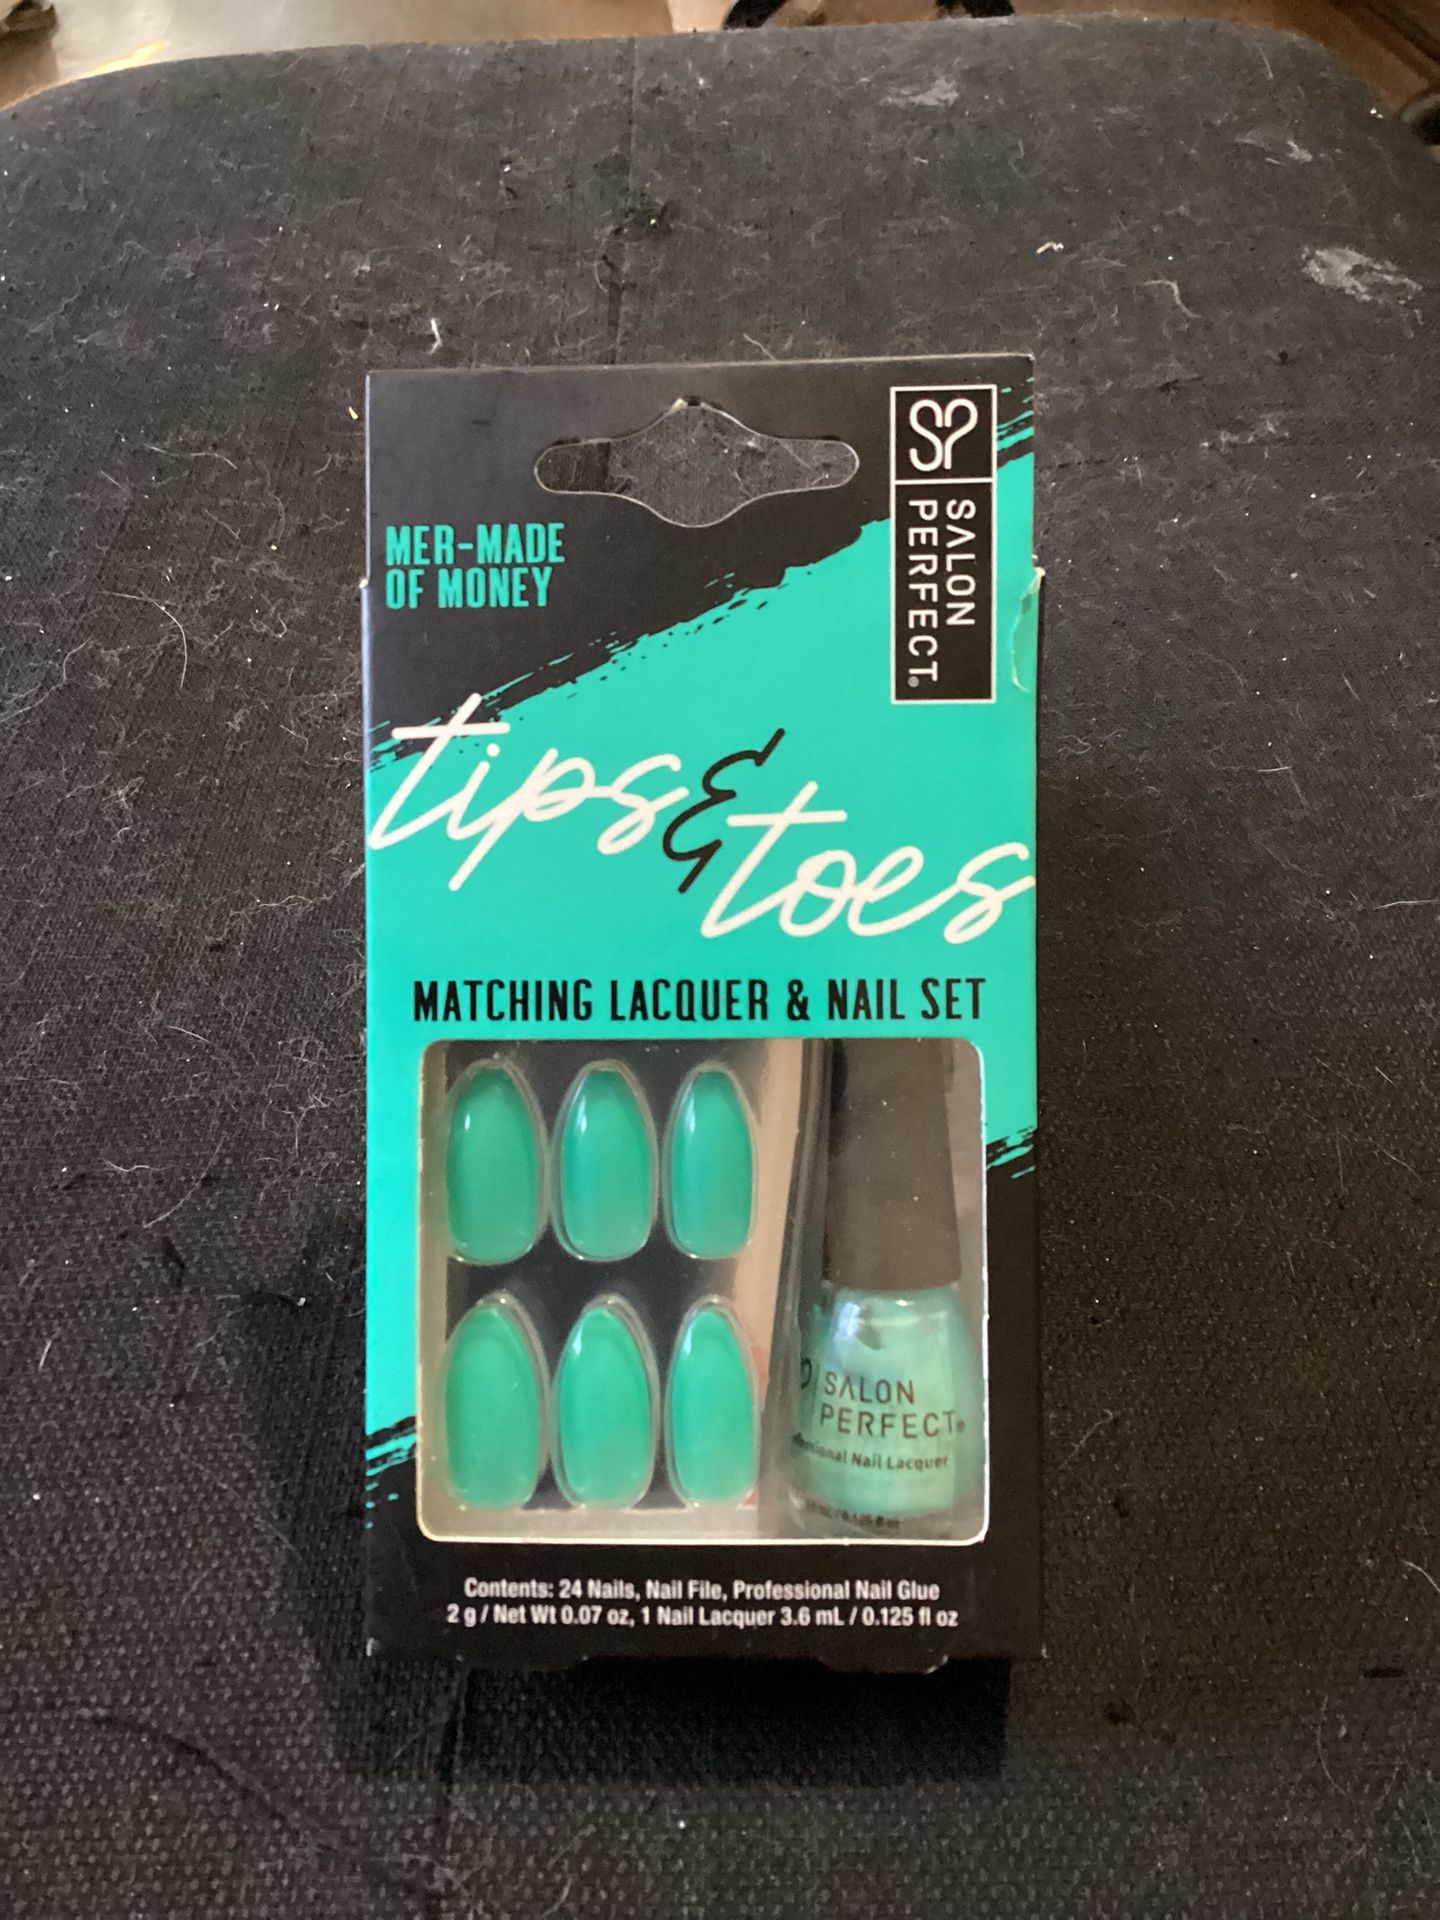 MER-MADE
OF MONEY
SALON
PERFECT®
tips & toes
MATCHING LACQUER & NAIL SET
SALON
PERFECT®
Nail Lacquer
Contents: 24 Nails, Nail File, Professional Nail Glue
2 g / Net Wt 0.07 oz, 1 Nail Lacquer 3.6 mL / 0.125 fl oz